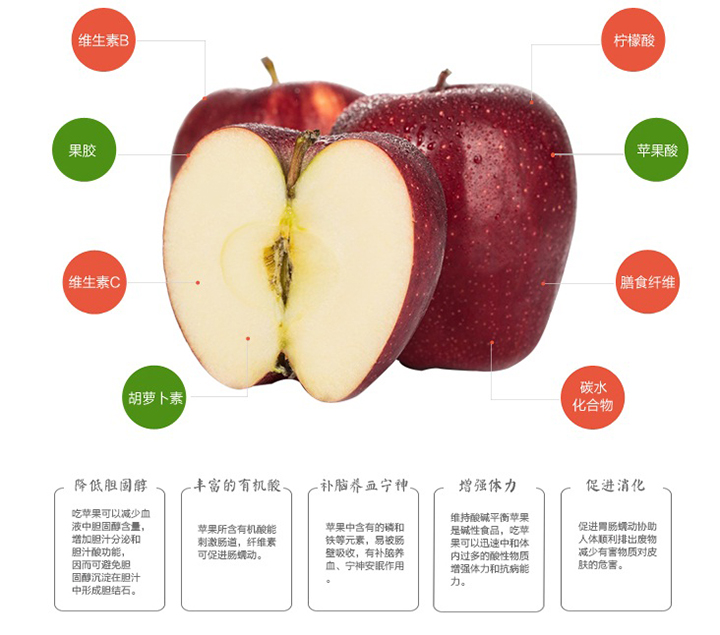 维生素B
柠檬酸
果胶
苹果酸
维生素C
膳食纤维
胡萝卜素
碳水
化合物
降低胆固醇
吃苹果可以减少血
液中胆固醇含量，
增加胆汁分泌和
胆汁酸功能，
因而可避免胆
固醇沉淀在胆汁
中形成胆结石。
丰富的有机酸
苹果所含有机酸能
刺激肠道，纤维素
可促进肠蠕动。
补脑养血宁神
苹果中含有的磷和
铁等元素，易被肠
壁吸收，有补脑养
血、宁神安眠作用
。
增强体力
维持酸碱平衡苹果
是碱性食品，吃苹
果可以迅速中和体
内过多的酸性物质
增强体力和抗病能
力。
促进消化
促进胃肠蠕动协助
人体顺利排出废物
减少有害物质对皮
肤的危害。